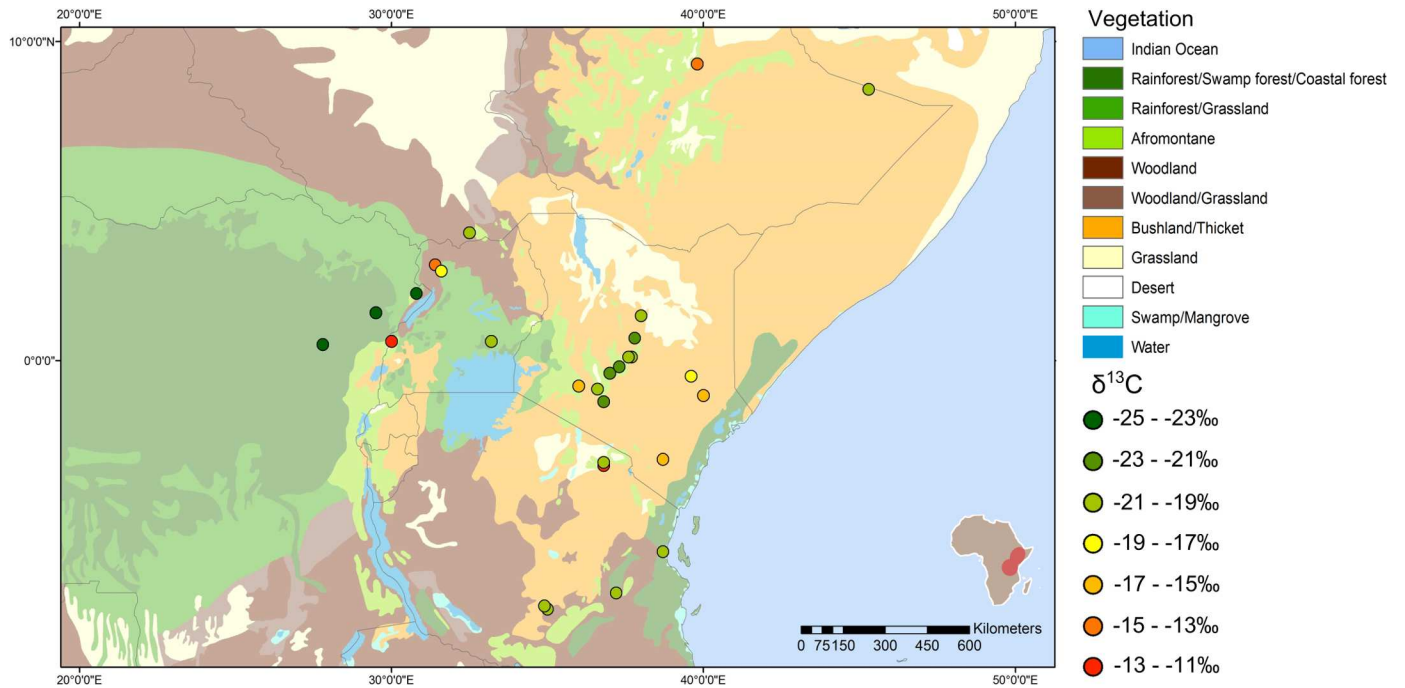 20°0'0"E 30°0'0"E 40°0'0"E 50°0'0"E
10°0'0"N
0°0'0"
20°0'0"E 30°0'0"E 40°0'0"E 50°0'0"E
0 75 150 300 450 600 Kilometers
Vegetation
Indian Ocean
Rainforest/Swamp forest/Coastal forest
Rainforest/Grassland
Afromontane
Woodland
Woodland/Grassland
Bushland/Thicket
Grassland
Desert
Swamp/Mangrove
Water
δ¹³C
-25 - -23‰
-23 - -21‰
-21 - -19‰
-19 - -17‰
-17 - -15‰
-15 - -13‰
-13 - -11‰